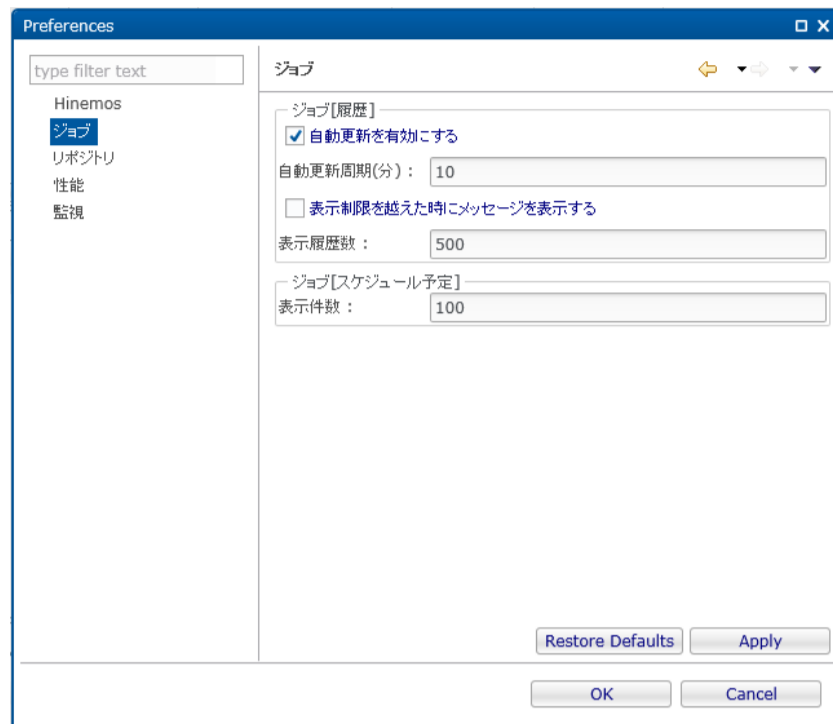 Preferences
type filter text
Hinemos
ジョブ
リポジトリ
性能
監視
ジョブ
ジョブ[履歴]
自動更新を有効にする
自動更新周期(分)： 10
表示制限を越えた時にメッセージを表示する
表示履歴数： 500
ジョブ[スケジュール予定]
表示件数： 100
Restore Defaults Apply
OK Cancel